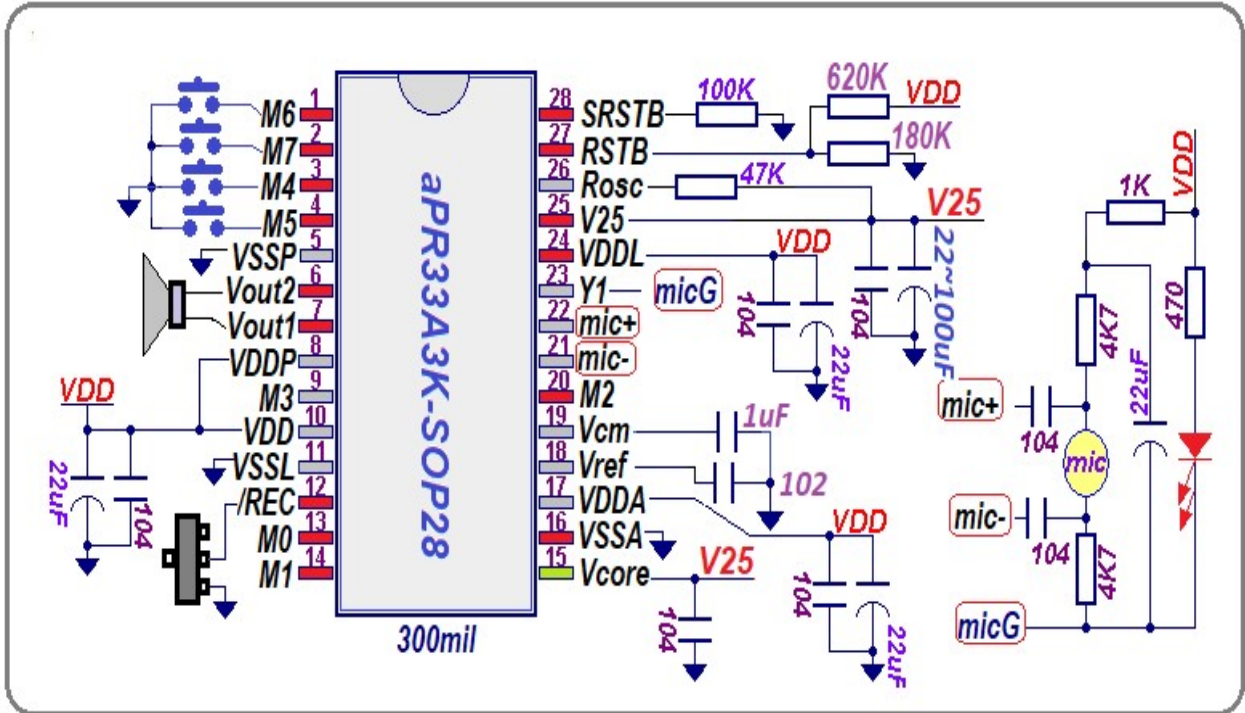 1 M6
2 M7
3 M4
4 M5
5 VSSP
6 Vout2
7 Vout1
8 VDDP
9 M3
10 VDD
11 VSSL
12 /REC
13 M0
14 M1
VDD
22uF
104
aPR33A3K-SOP28
300mil
28 SRSTB 100K
27 RSTB 620K VDD
180K
26 Rosc 47K
25 V25 V25
24 VDDL VDD
23 Y1 micG
22 mic+
21 mic-
20 M2
19 Vcm 1uF
18 Vref 102
17 VDDA VDD
16 VSSA
15 Vcore V25
104
104
22uF
104
22~100uF
104
22uF
VDD
1K
470
4K7
22uF
mic+
104
mic
mic-
104
4K7
micG